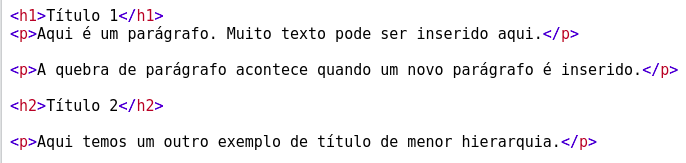 <h1>Título 1</h1>
<p>Aqui é um parágrafo. Muito texto pode ser inserido aqui.</p>
<p>A quebra de parágrafo acontece quando um novo parágrafo é inserido.</p>
<h2>Título 2</h2>
<p>Aqui temos um outro exemplo de título de menor hierarquia.</p>